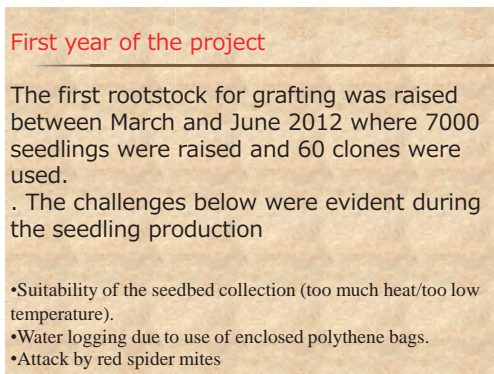 First year of the project
The first rootstock for grafting was raised
between March and June 2012 where 7000
seedlings were raised and 60 clones were
used.
. The challenges below were evident during
the seedling production
•Suitability of the seedbed collection (too much heat/too low
temperature).
•Water logging due to use of enclosed polythene bags.
•Attack by red spider mites